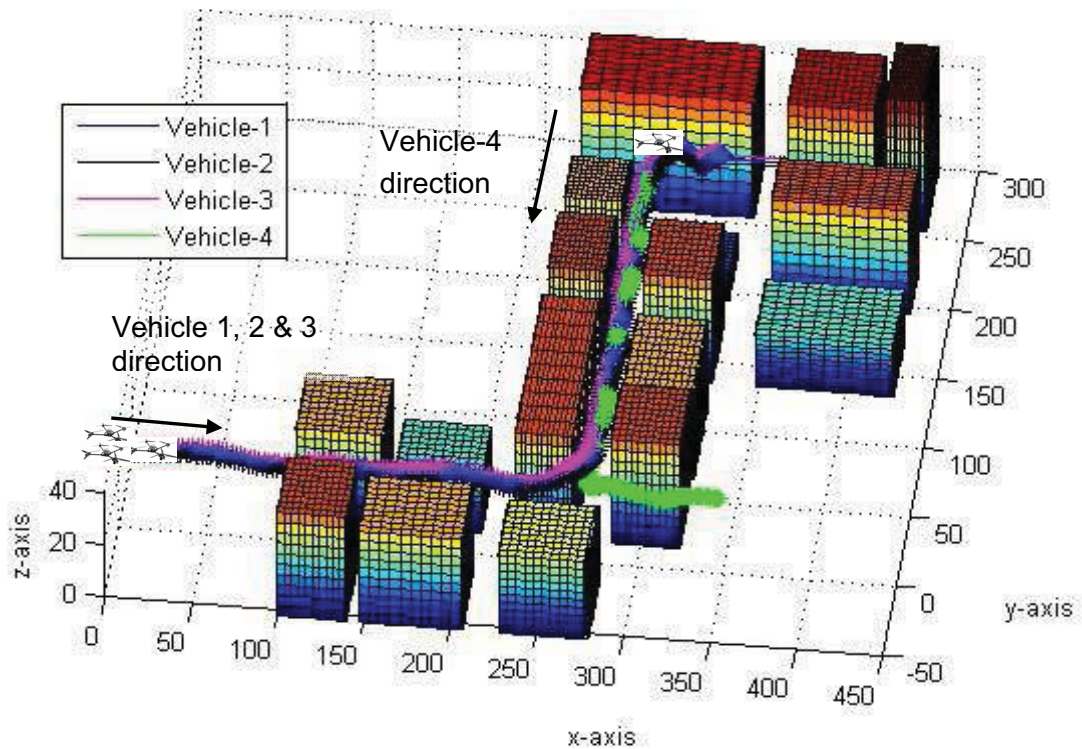 Vehicle-1
Vehicle-2
Vehicle-3
Vehicle-4
Vehicle-4
direction
Vehicle 1, 2 & 3
direction
40
20
0
z-axis
0
50
100
150
200
250
300
350
400
450
x-axis
300
250
200
150
100
50
0
-50
y-axis